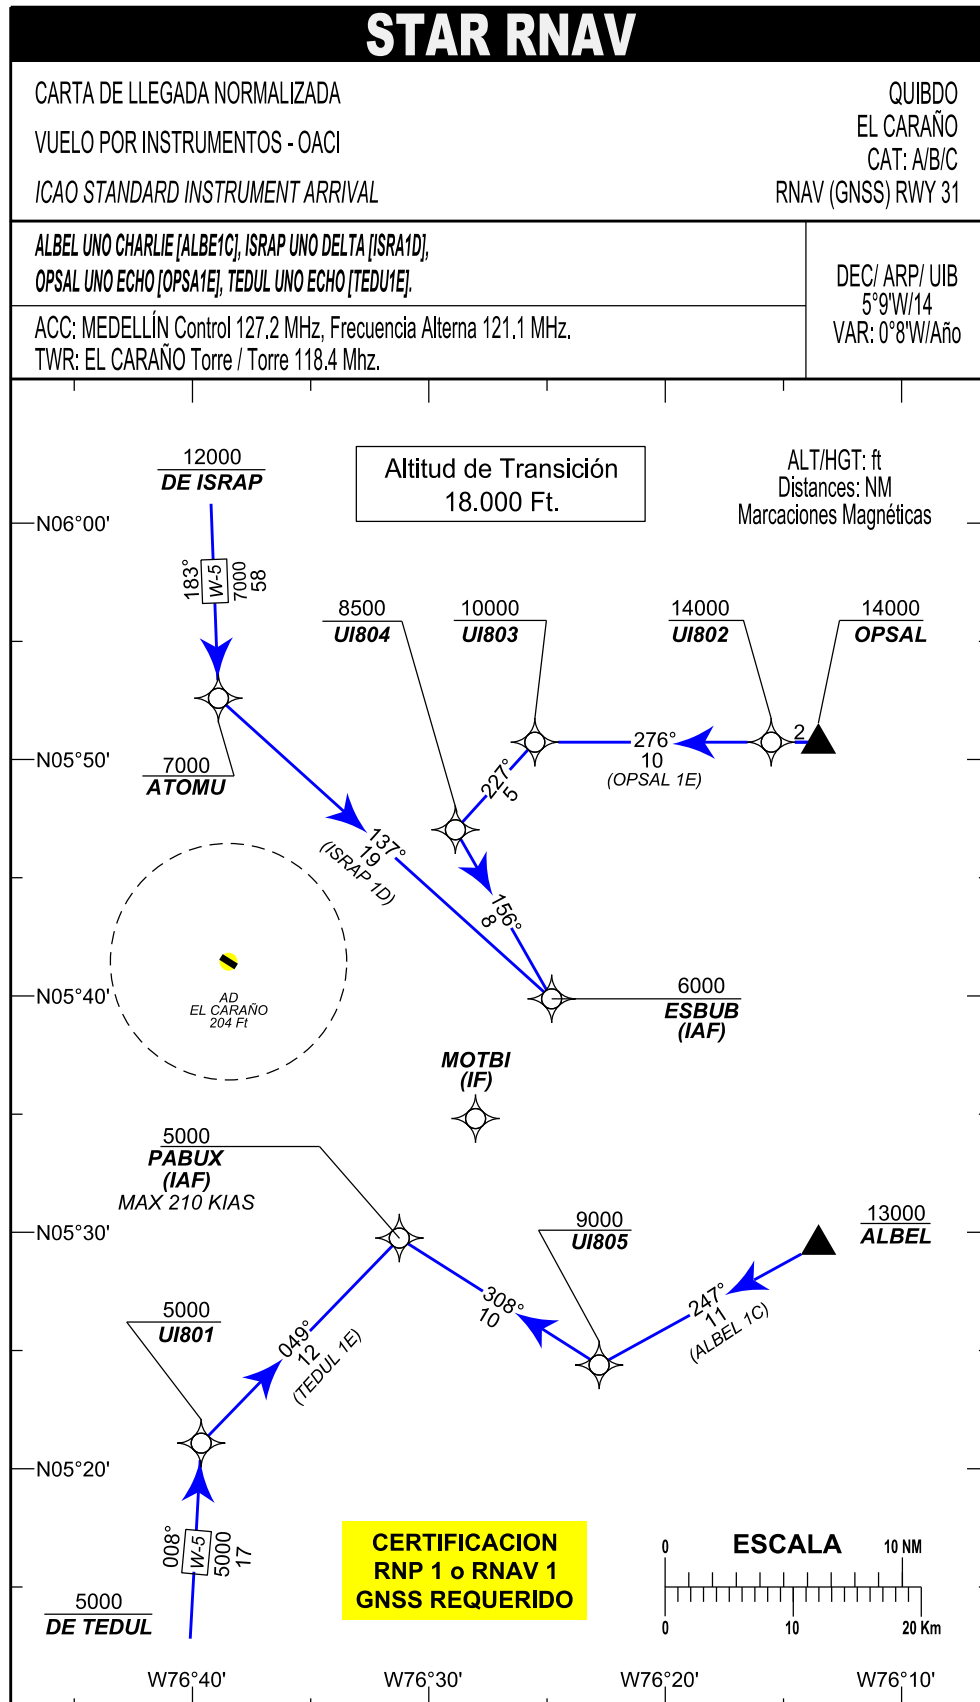 STAR RNAV
CARTA DE LLEGADA NORMALIZADA
VUELO POR INSTRUMENTOS - OACI
ICAO STANDARD INSTRUMENT ARRIVAL
QUIBDO
EL CARAÑO
CAT: A/B/C
RNAV (GNSS) RWY 31
ALBEL UNO CHARLIE [ALBE1C], ISRAP UNO DELTA [ISRA1D],
OPSAL UNO ECHO [OPSA1E], TEDUL UNO ECHO [TEDU1E].
ACC: MEDELLÍN Control 127.2 MHz, Frecuencia Alterna 121.1 MHz.
TWR: EL CARAÑO Torre / Torre 118.4 Mhz.
DEC/ ARP/ UIB
5°9'W/14
VAR: 0°8'W/Año
12000
DE ISRAP
Altitud de Transición
18.000 Ft.
ALT/HGT: ft
Distances: NM
Marcaciones Magnéticas
N06°00'
183°
W-5
7000
58
8500
UI804
10000
UI803
14000
UI802
14000
OPSAL
2
276°
10
(OPSAL 1E)
N05°50'
7000
ATOMU
227°
5
137°
19
(ISRAP 1D)
156°
8
AD
EL CARAÑO
204 Ft
N05°40'
6000
ESBUB
(IAF)
MOTBI
(IF)
5000
PABUX
(IAF)
MAX 210 KIAS
N05°30'
9000
UI805
13000
ALBEL
308°
10
247°
11
(ALBEL 1C)
5000
UI801
049°
12
(TEDUL 1E)
N05°20'
008°
W-5
5000
17
5000
DE TEDUL
CERTIFICACION
RNP 1 o RNAV 1
GNSS REQUERIDO
ESCALA
0
10 NM
0
10
20 Km
W76°40'
W76°30'
W76°20'
W76°10'